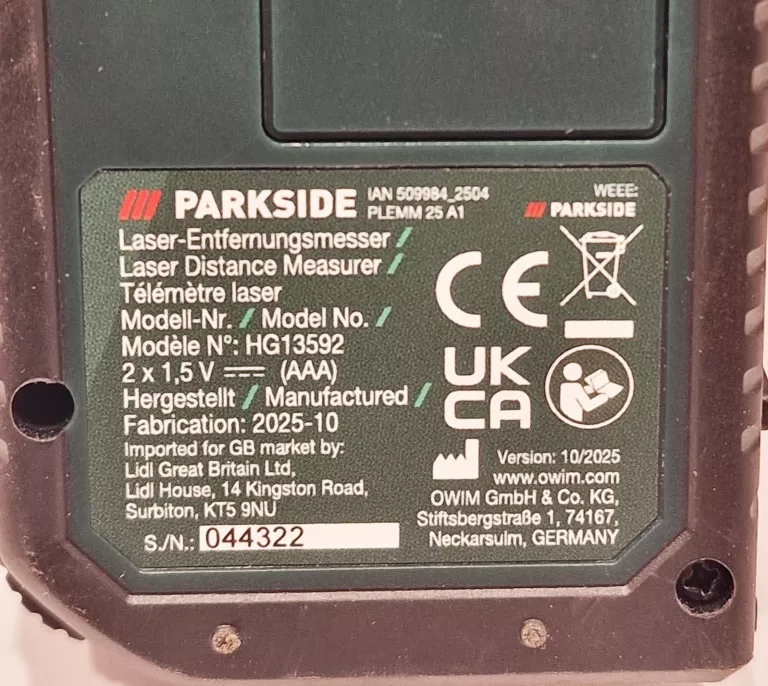 PARKSIDE
IAN 509984_2504
PLEMM 25 A1
WEEE:
PARKSIDE
Laser-Entfernungsmesser /
Laser Distance Measurer /
Télémètre laser
Modell-Nr. / Model No. /
Modèle N°: HG13592
2 x 1,5 V ⎓ (AAA)
Hergestellt / Manufactured /
Fabrication: 2025-10
Imported for GB market by:
Lidl Great Britain Ltd,
Lidl House, 14 Kingston Road,
Surbiton, KT5 9NU
S./N.: 044322
CE
UK
CA
Version: 10/2025
www.owim.com
OWIM GmbH & Co. KG,
Stiftsbergstraße 1, 74167,
Neckarsulm, GERMANY